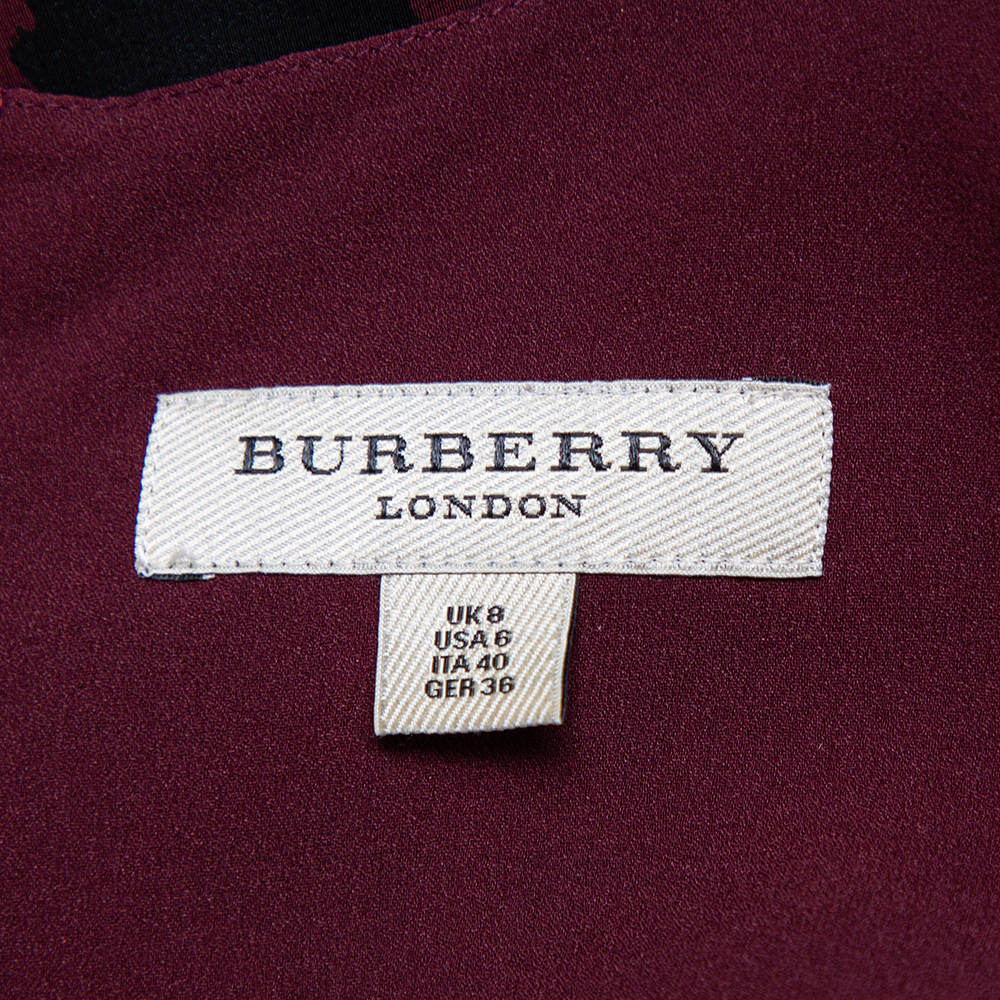 BURBERRY
LONDON
UK 8
USA 6
ITA 40
GER 36